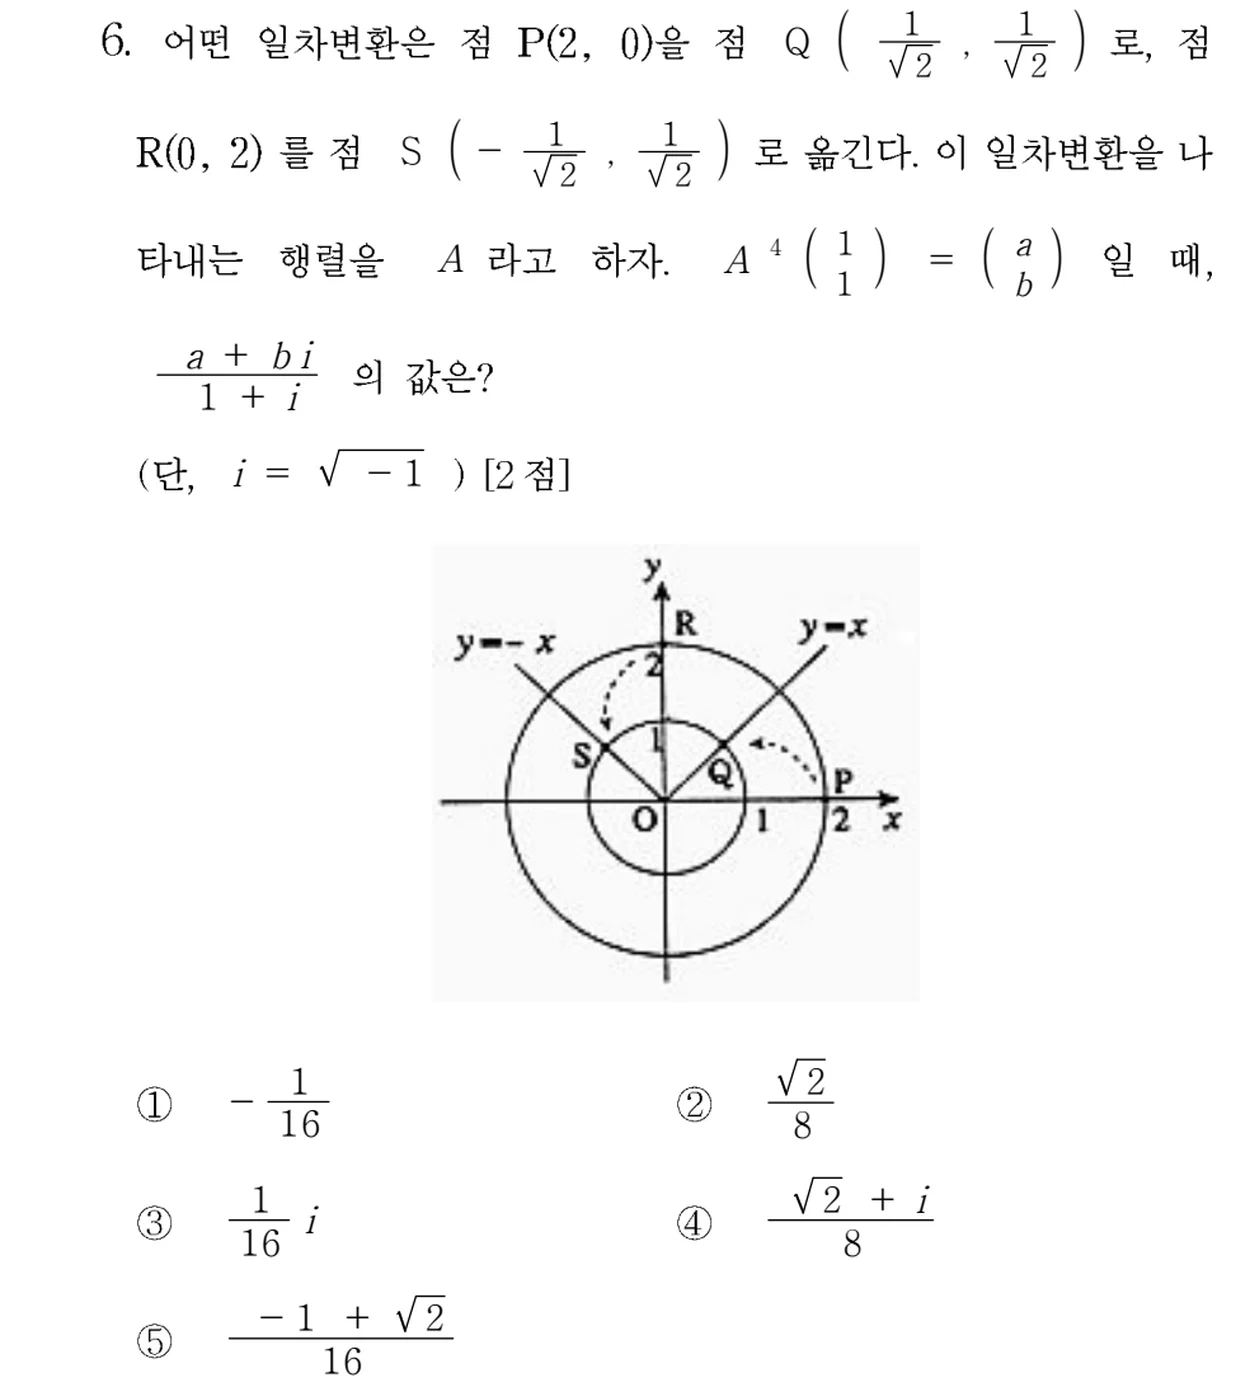 6. 어떤 일차변환은 점 P(2, 0)을 점 Q ( 1/√2 , 1/√2 ) 로, 점
R(0, 2) 를 점 S ( - 1/√2 , 1/√2 ) 로 옮긴다. 이 일차변환을 나
타내는 행렬을 A 라고 하자. A⁴ ( 1 1 ) = ( a b ) 일 때,
a + bi / 1 + i 의 값은?
(단, i = √-1 ) [2점]
y
R
y=-x
y=x
2
1
S
Q
P
O
1
2
x
① - 1/16
② √2/8
③ 1/16 i
④ √2 + i / 8
⑤ -1 + √2 / 16